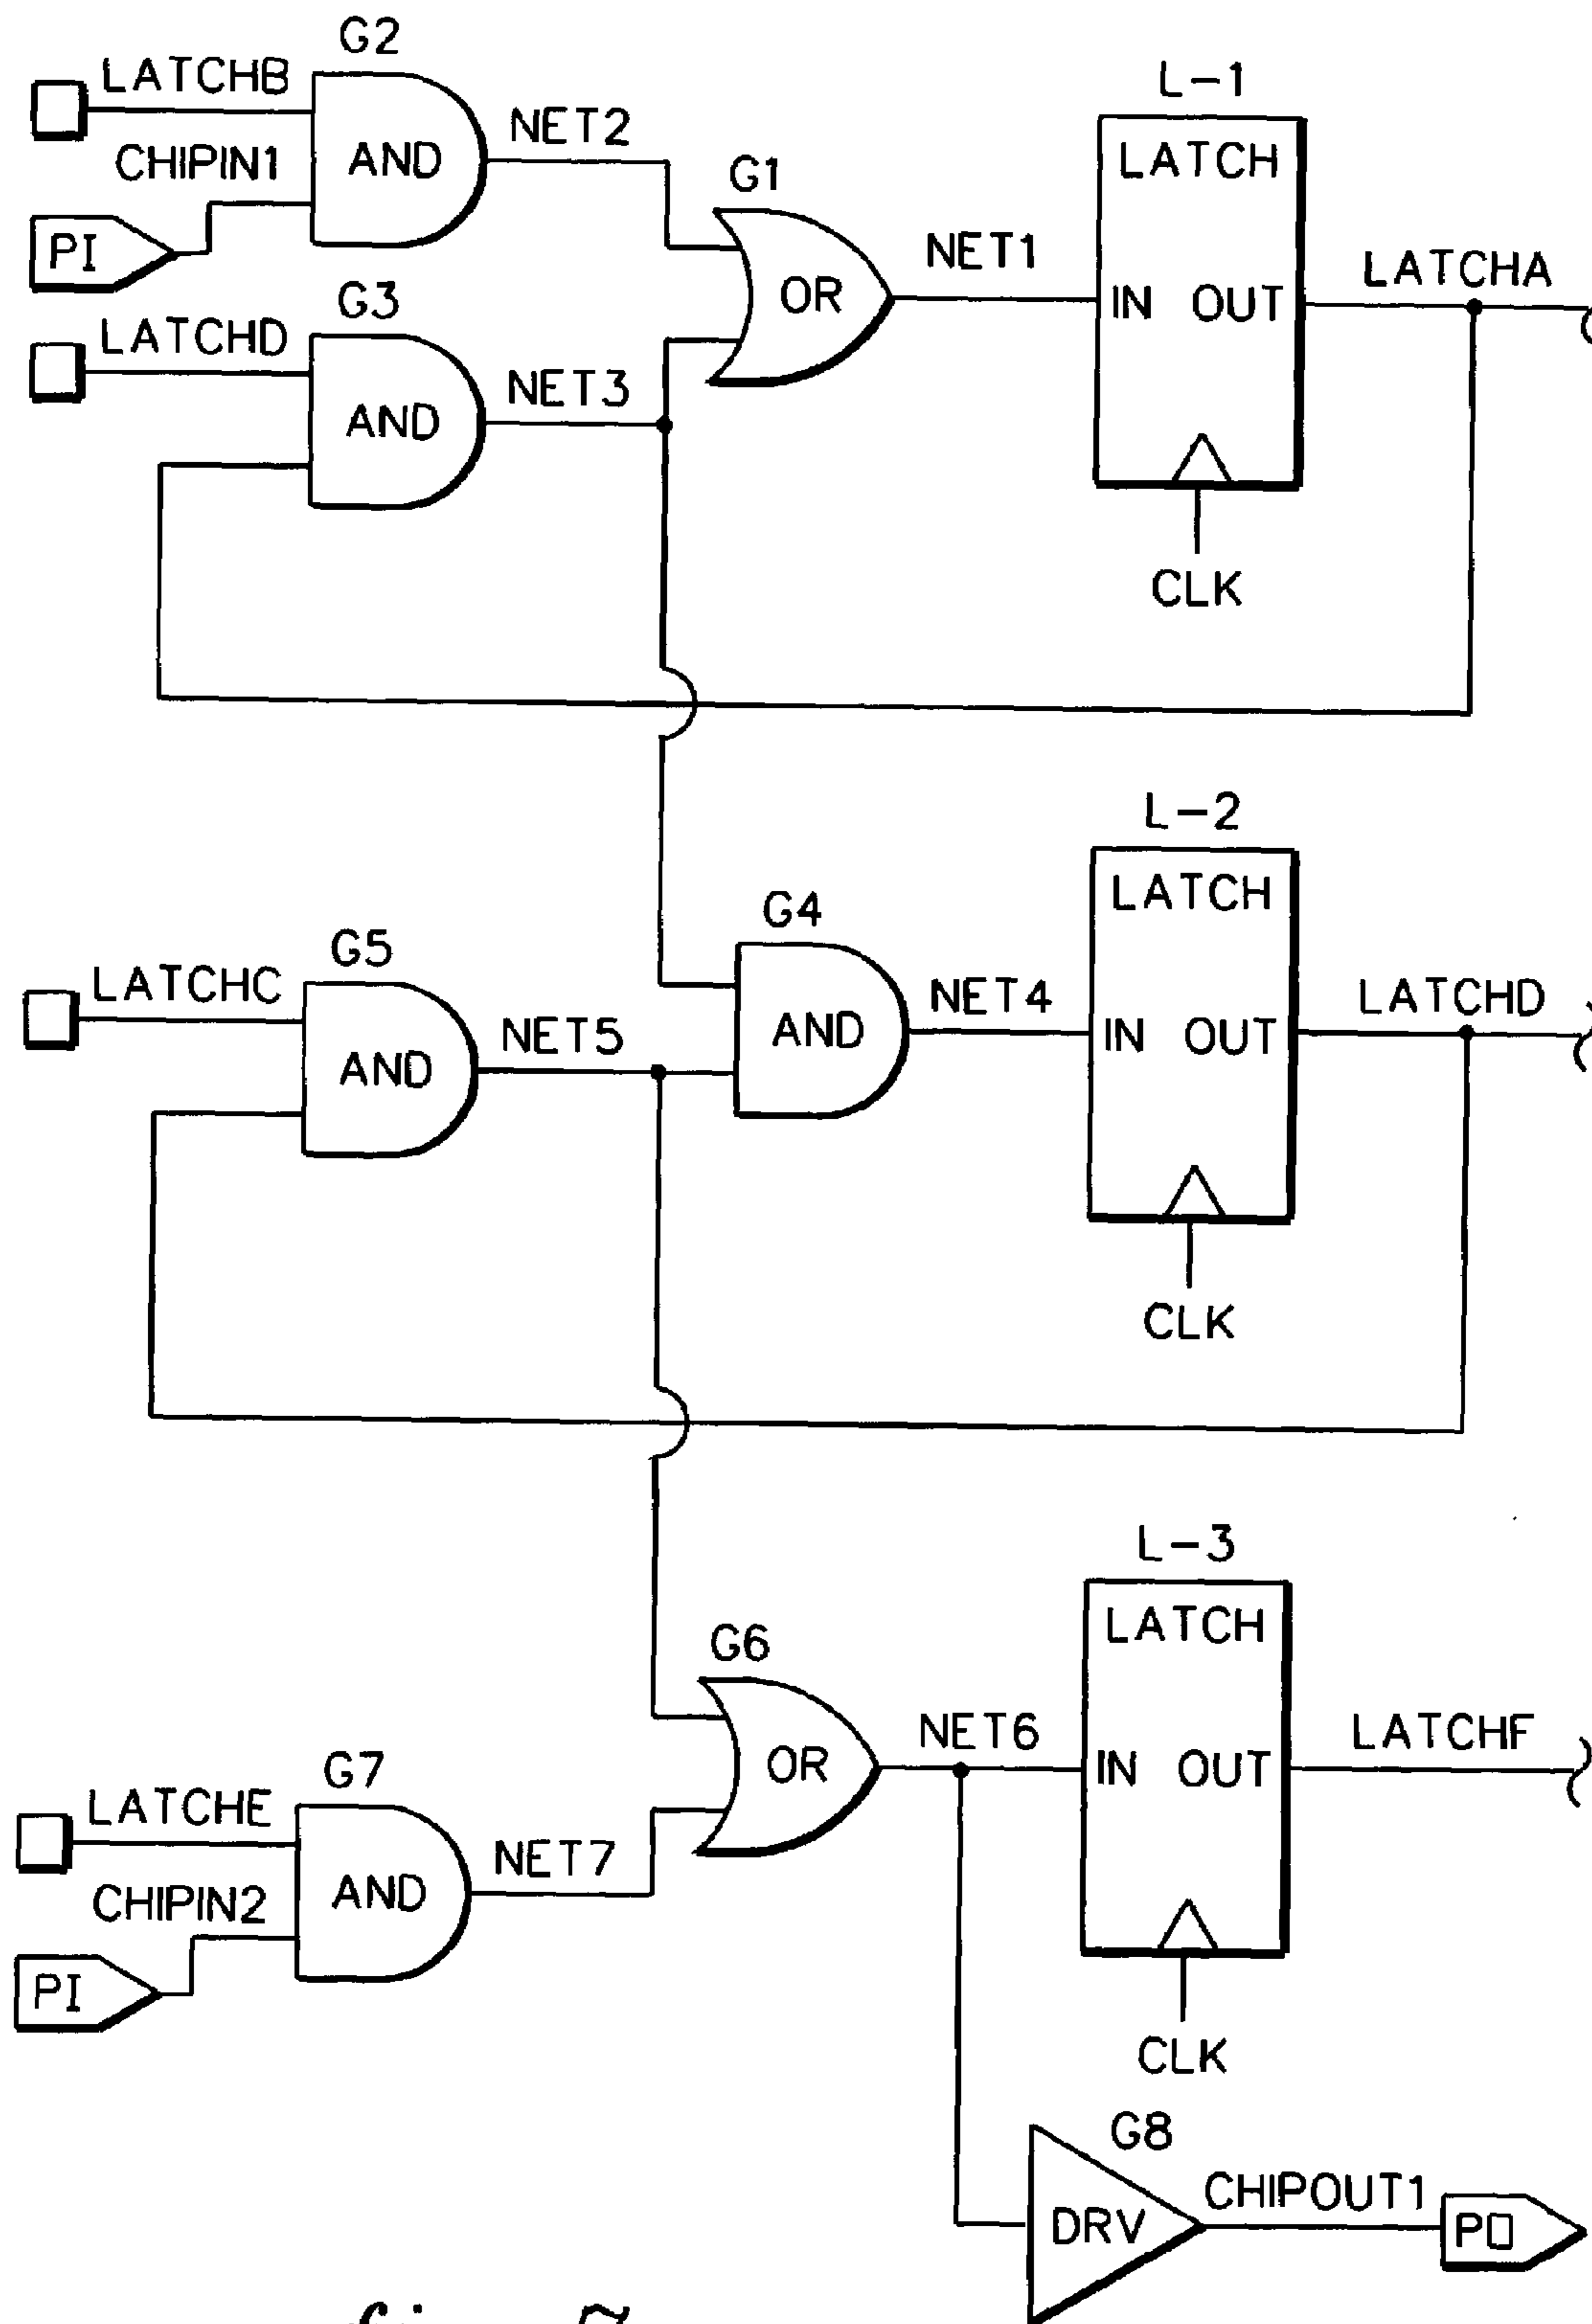 G2
LATCHB
AND
NET2
CHIPIN1
PI
G1
OR
NET1
L-1
LATCH
IN OUT
LATCHA
CLK
G3
LATCHD
AND
NET3
L-2
LATCH
IN OUT
LATCHD
CLK
G4
AND
NET4
G5
LATCHC
AND
NET5
L-3
LATCH
IN OUT
LATCHF
CLK
G6
OR
NET6
G7
LATCHE
AND
NET7
CHIPIN2
PI
G8
DRV
CHIPOUT1
PO